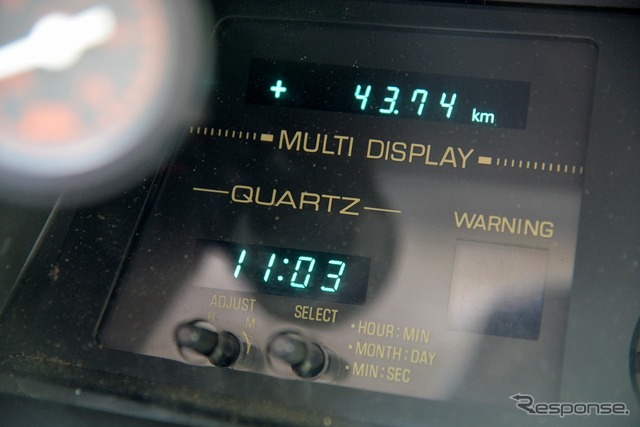 + 43.74 km
MULTI DISPLAY
QUARTZ
WARNING
11:03
ADJUST
H M
SELECT
• HOUR : MIN
• MONTH : DAY
• MIN : SEC
Response.